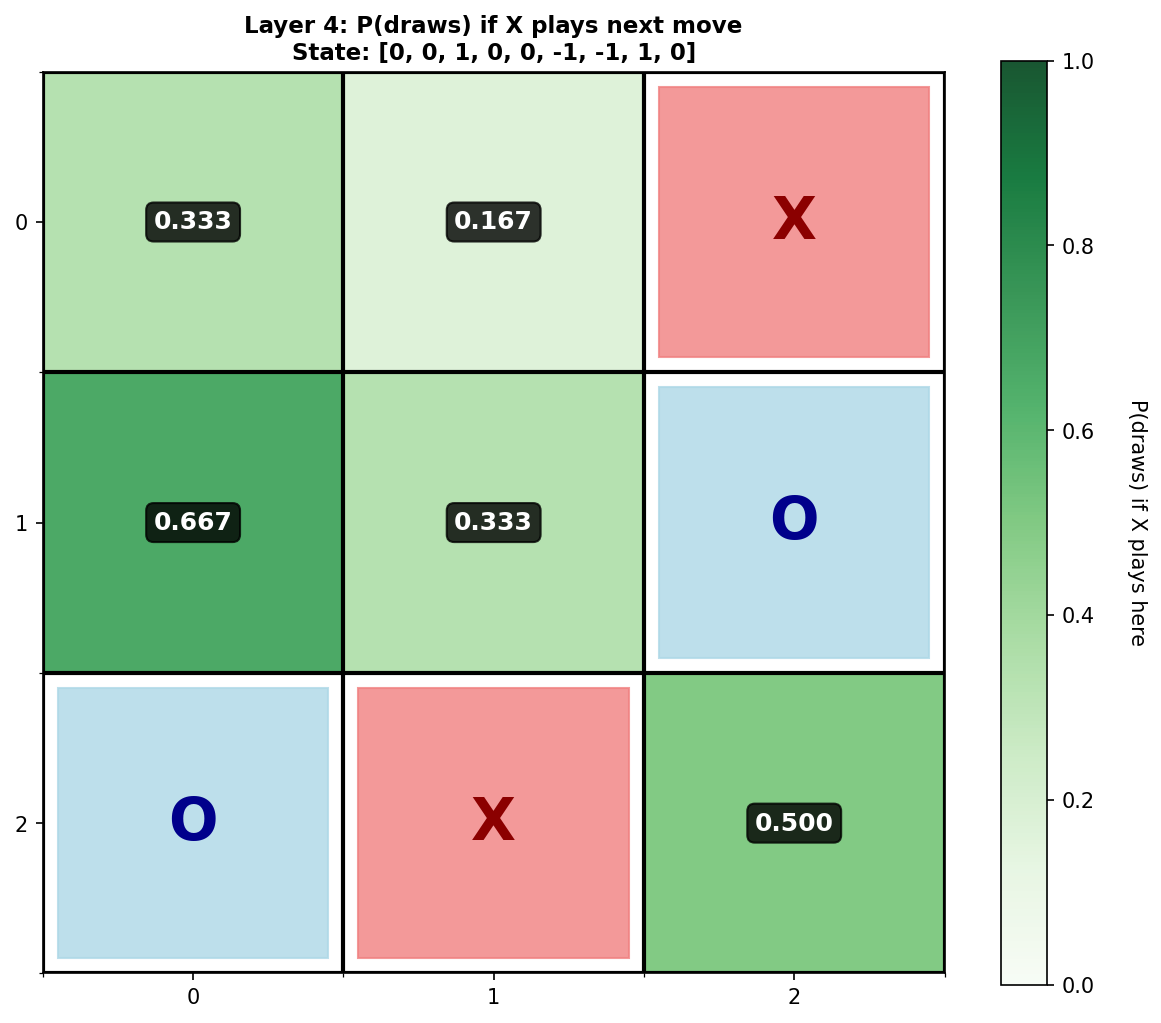 Layer 4: P(draws) if X plays next move
State: [0, 0, 1, 0, 0, -1, -1, 1, 0]
0
0.333
0.167
X
1
0.667
0.333
O
2
O
X
0.500
0
1
2
1.0
0.8
0.6
0.4
0.2
0.0
P(draws) if X plays here